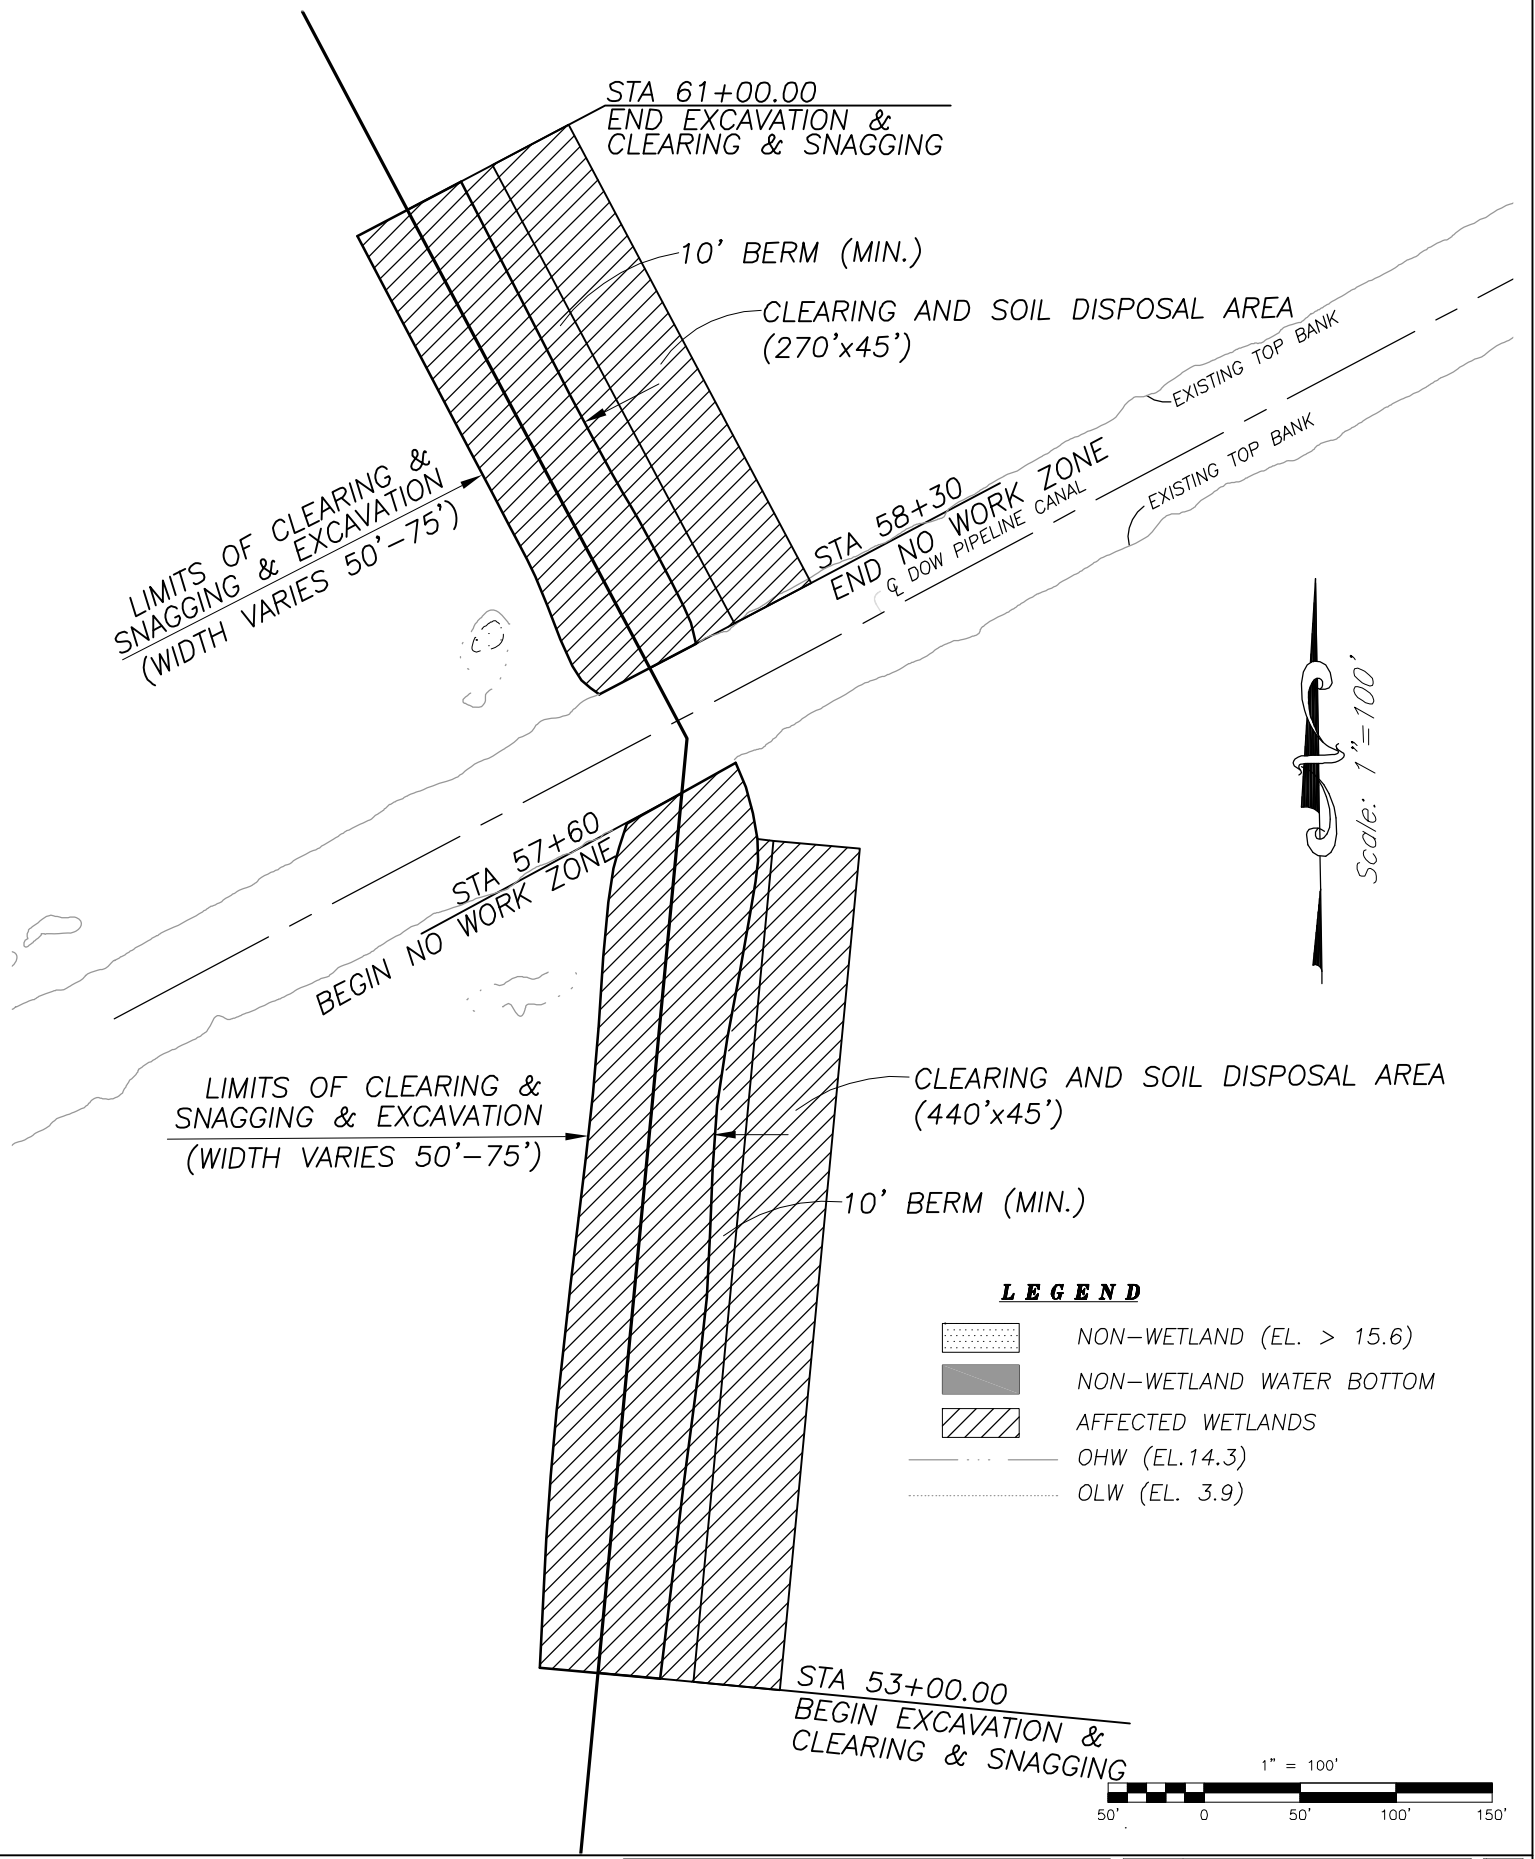 STA 61+00.00
END EXCAVATION &
CLEARING & SNAGGING
10' BERM (MIN.)
CLEARING AND SOIL DISPOSAL AREA
(270'x45')
EXISTING TOP BANK
EXISTING TOP BANK
LIMITS OF CLEARING &
SNAGGING & EXCAVATION
(WIDTH VARIES 50'-75')
STA 58+30
END NO WORK ZONE
℄ DOW PIPELINE CANAL
Scale: 1"=100'
STA 57+60
BEGIN NO WORK ZONE
LIMITS OF CLEARING &
SNAGGING & EXCAVATION
(WIDTH VARIES 50'-75')
CLEARING AND SOIL DISPOSAL AREA
(440'x45')
10' BERM (MIN.)
LEGEND
NON-WETLAND (EL. > 15.6)
NON-WETLAND WATER BOTTOM
AFFECTED WETLANDS
OHW (EL.14.3)
OLW (EL. 3.9)
STA 53+00.00
BEGIN EXCAVATION &
CLEARING & SNAGGING
1" = 100'
50' 0 50' 100' 150'